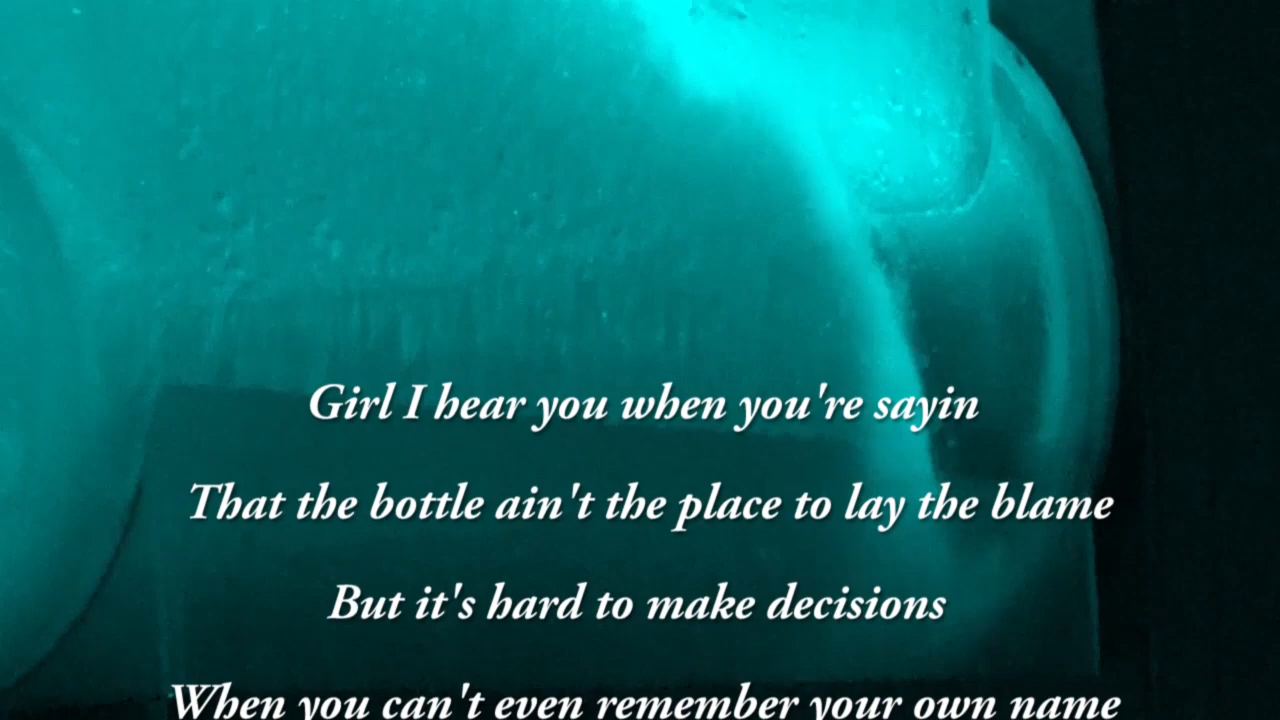 Girl I hear you when you're sayin
That the bottle ain't the place to lay the blame
But it's hard to make decisions
When you can't even remember your own name